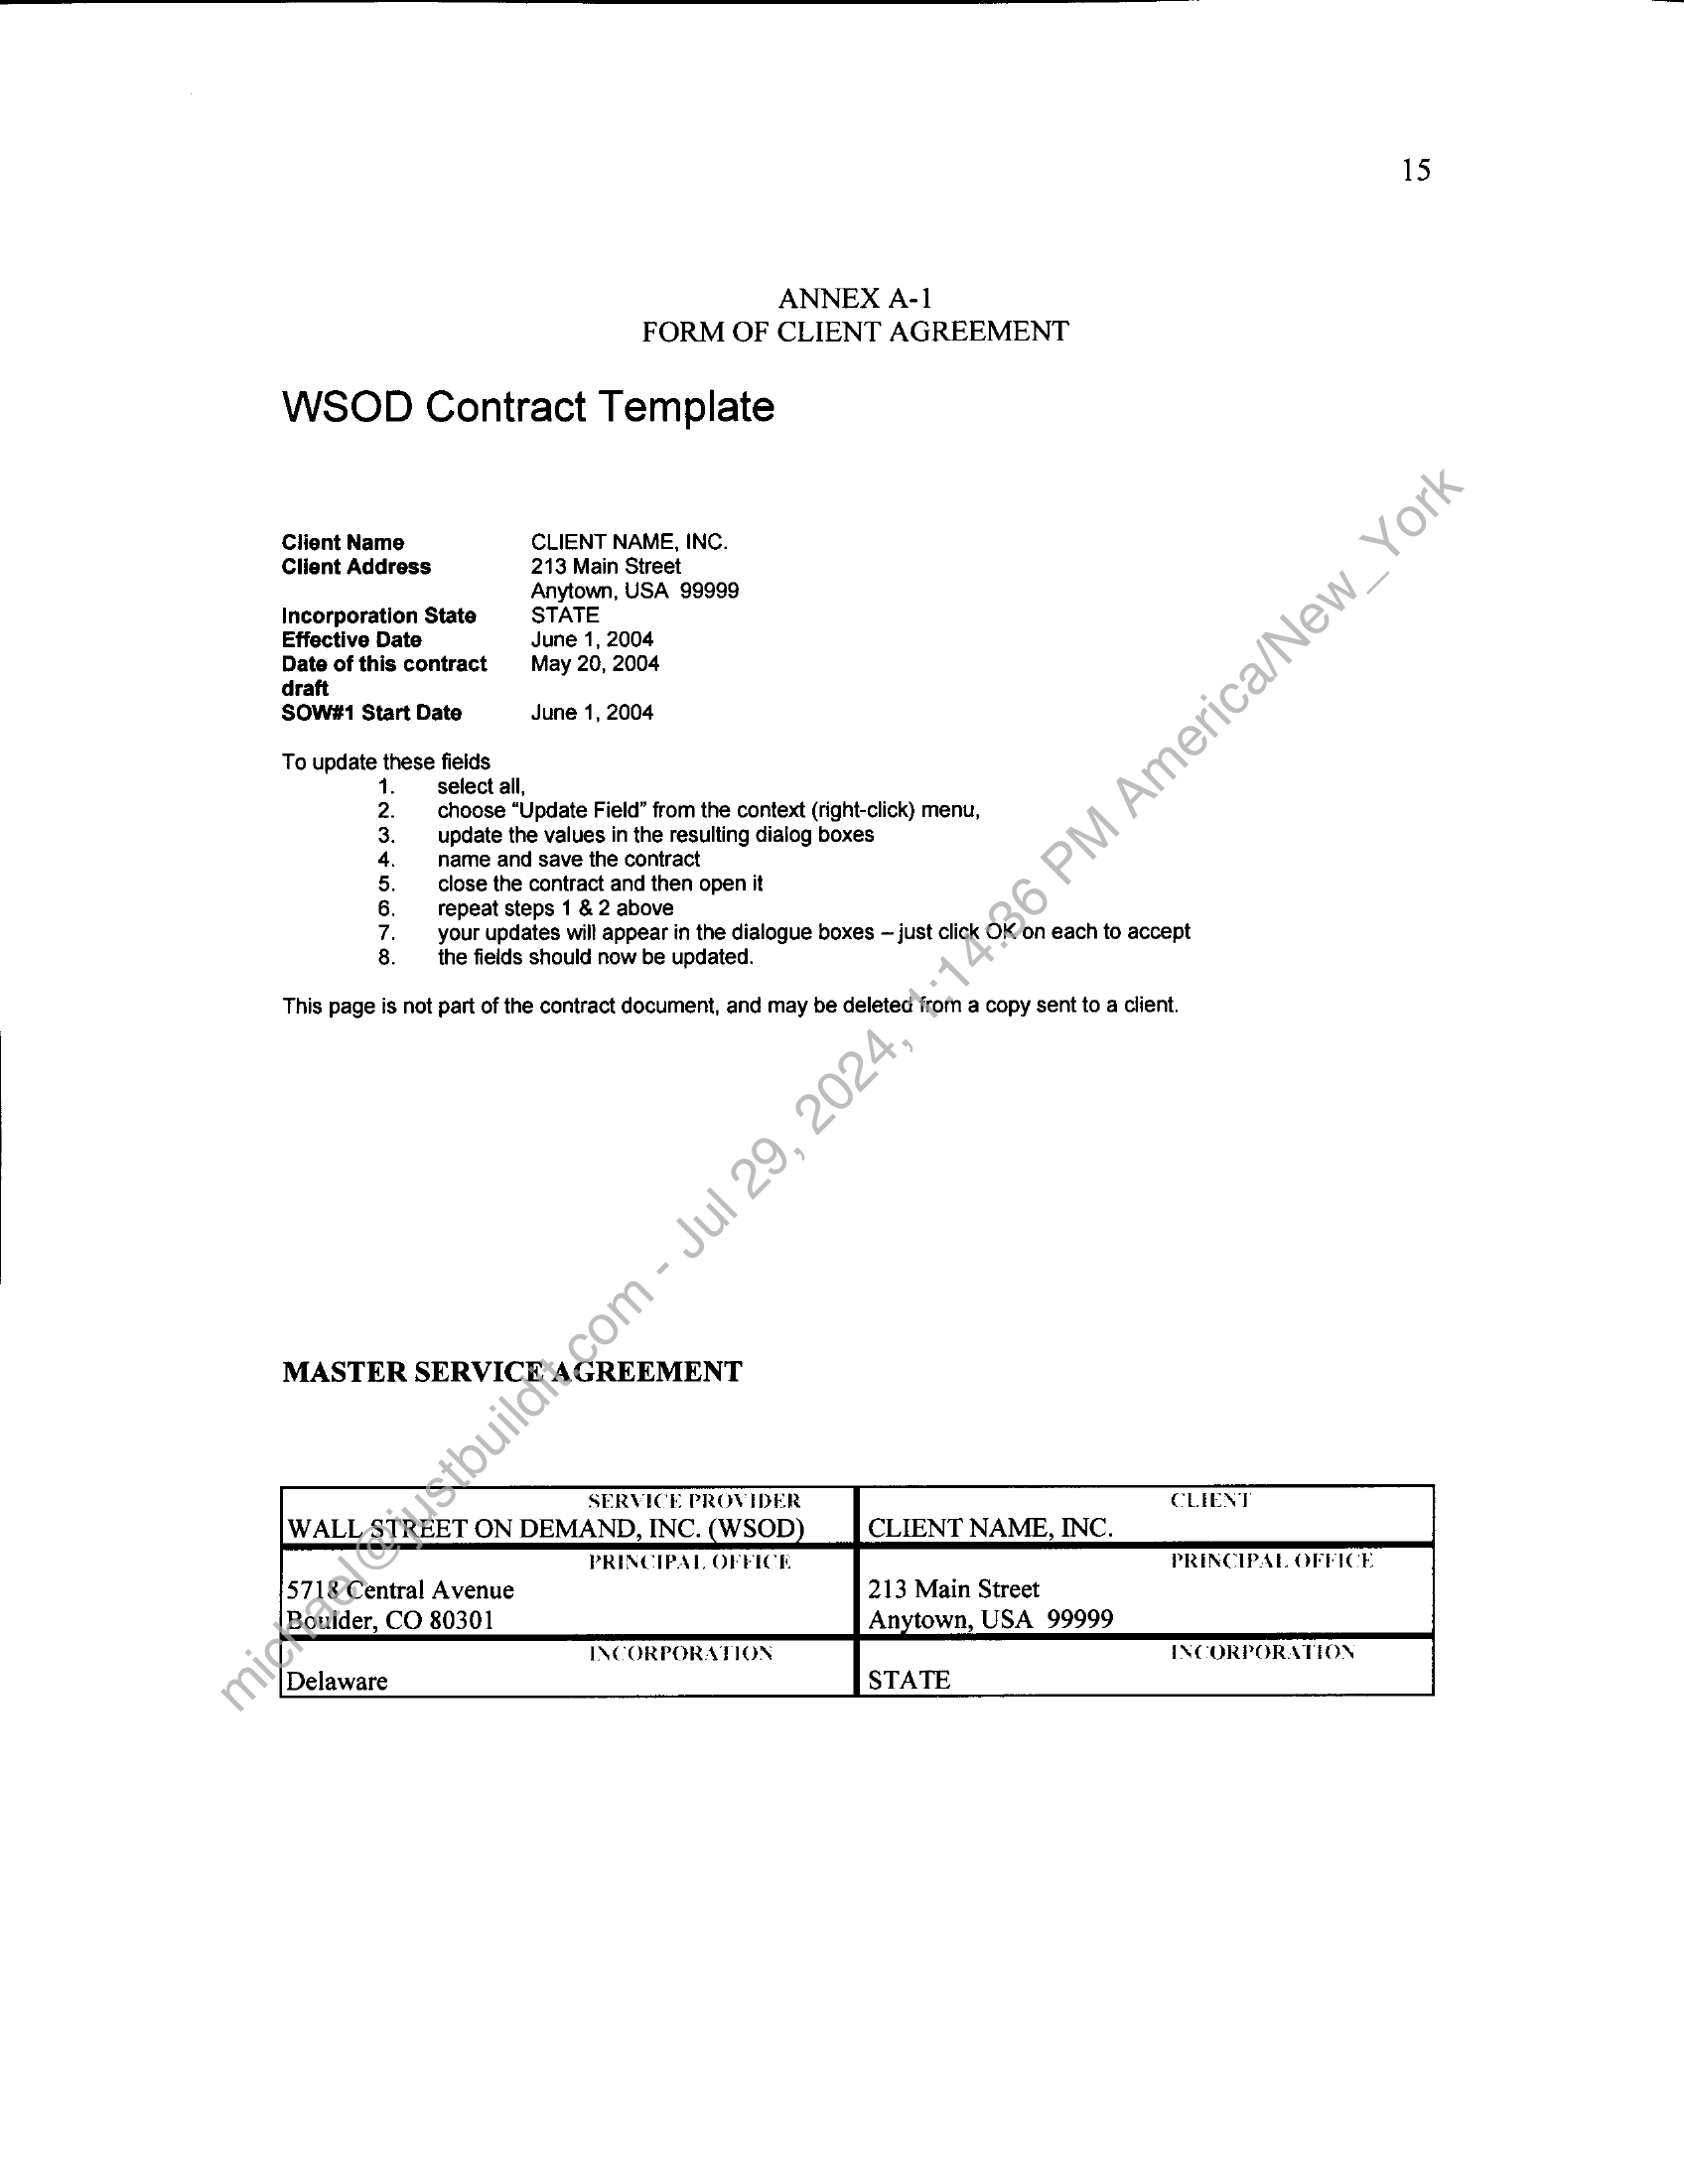 15
ANNEX A-1
FORM OF CLIENT AGREEMENT
WSOD Contract Template
Client Name CLIENT NAME, INC.
Client Address 213 Main Street
Anytown, USA 99999
Incorporation State STATE
Effective Date June 1, 2004
Date of this contract May 20, 2004
draft
SOW#1 Start Date June 1, 2004
To update these fields
1. select all,
2. choose "Update Field" from the context (right-click) menu,
3. update the values in the resulting dialog boxes
4. name and save the contract
5. close the contract and then open it
6. repeat steps 1 & 2 above
7. your updates will appear in the dialogue boxes – just click OK on each to accept
8. the fields should now be updated.
This page is not part of the contract document, and may be deleted from a copy sent to a client.
MASTER SERVICE AGREEMENT
SERVICE PROVIDER CLIENT
WALL STREET ON DEMAND, INC. (WSOD) CLIENT NAME, INC.
PRINCIPAL OFFICE PRINCIPAL OFFICE
5718 Central Avenue 213 Main Street
Boulder, CO 80301 Anytown, USA 99999
INCORPORATION INCORPORATION
Delaware STATE
michael@justbuildit.com - Jul 29, 2024, 1:14:36 PM America/New_York